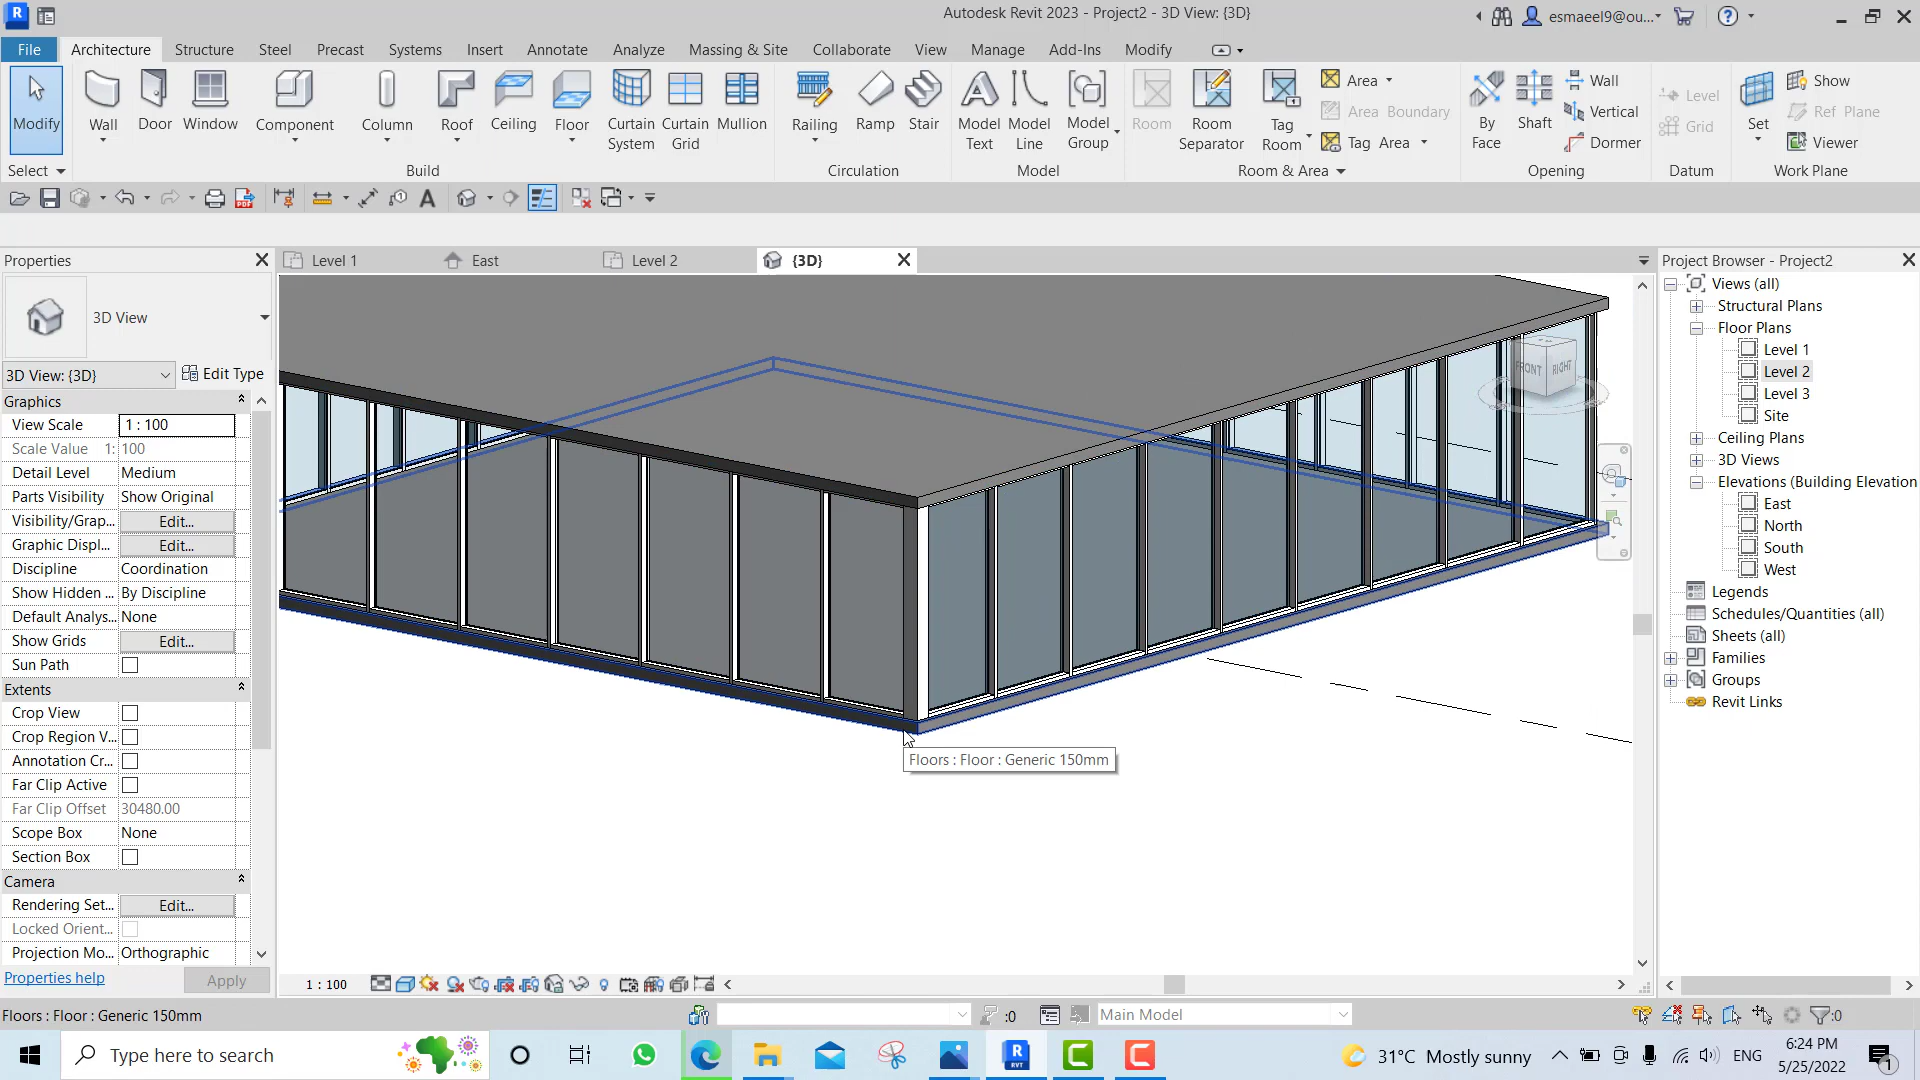 Autodesk Revit 2023 - Project2 - 3D View: {3D}
esmaeel9@ou...
File Architecture Structure Steel Precast Systems Insert Annotate Analyze Massing & Site Collaborate View Manage Add-Ins Modify
Modify Wall Door Window Component Column Roof Ceiling Floor Curtain System Curtain Grid Mullion Railing Ramp Stair Model Text Model Line Model Group Room Room Separator Tag Room
Area
Area Boundary
Tag Area
By Face Shaft
Wall
Vertical
Dormer
Level
Grid
Set
Show
Ref Plane
Viewer
Select Build Circulation Model Room & Area Opening Datum Work Plane
Properties
Level 1 East Level 2 {3D}
Project Browser - Project2
3D View
3D View: {3D} Edit Type
Graphics
View Scale 1 : 100
Scale Value 1: 100
Detail Level Medium
Parts Visibility Show Original
Visibility/Grap... Edit...
Graphic Displ... Edit...
Discipline Coordination
Show Hidden ... By Discipline
Default Analys... None
Show Grids Edit...
Sun Path
Extents
Crop View
Crop Region V...
Annotation Cr...
Far Clip Active
Far Clip Offset 30480.00
Scope Box None
Section Box
Camera
Rendering Set... Edit...
Locked Orient...
Projection Mo... Orthographic
Properties help Apply
FRONT RIGHT
Floors : Floor : Generic 150mm
Views (all)
Structural Plans
Floor Plans
Level 1
Level 2
Level 3
Site
Ceiling Plans
3D Views
Elevations (Building Elevation
East
North
South
West
Legends
Schedules/Quantities (all)
Sheets (all)
Families
Groups
Revit Links
1 : 100
Floors : Floor : Generic 150mm
:0
Main Model
:0
Type here to search
31°C Mostly sunny
ENG
6:24 PM
5/25/2022
1